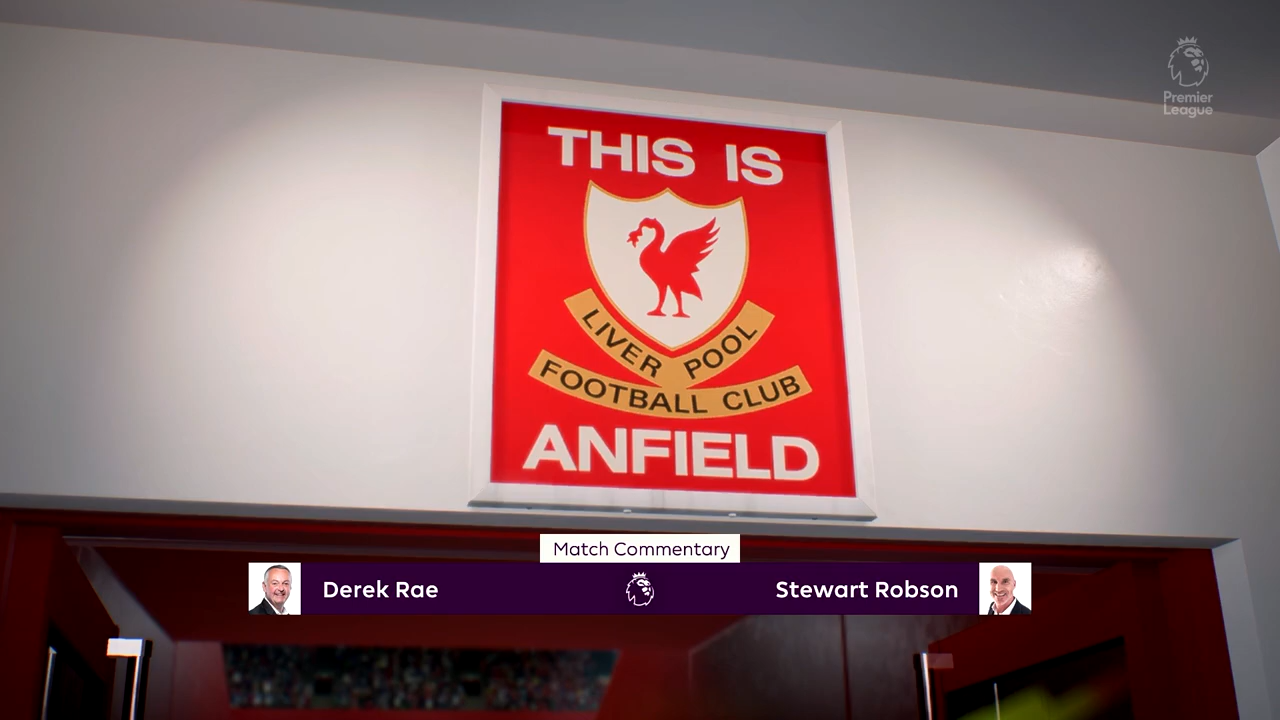 Premier
League
THIS IS
LIVER POOL
FOOTBALL CLUB
ANFIELD
Match Commentary
Derek Rae
Stewart Robson